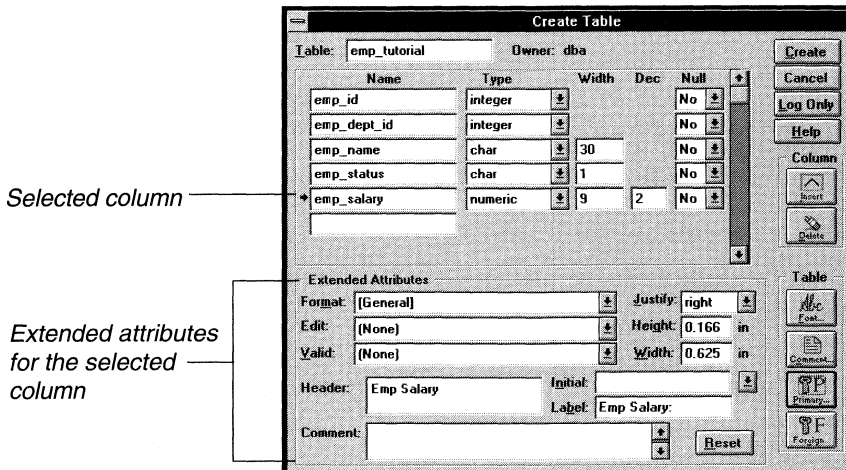 Create Table
Table: emp_tutorial Owner: dba
Create
Cancel
Log Only
Help
Name Type Width Dec Null
emp_id integer No
emp_dept_id integer No
emp_name char 30 No
emp_status char 1 No
emp_salary numeric 9 2 No
Column
Insert
Delete
Selected column
Extended Attributes
Format: [General] Justify: right
Edit: (None) Height: 0.166 in
Valid: (None) Width: 0.625 in
Header: Emp Salary Initial:
Label: Emp Salary:
Comment:
Reset
Table
Abc
Font...
Comment...
P
Primary...
F
Foreign
Extended attributes
for the selected
column